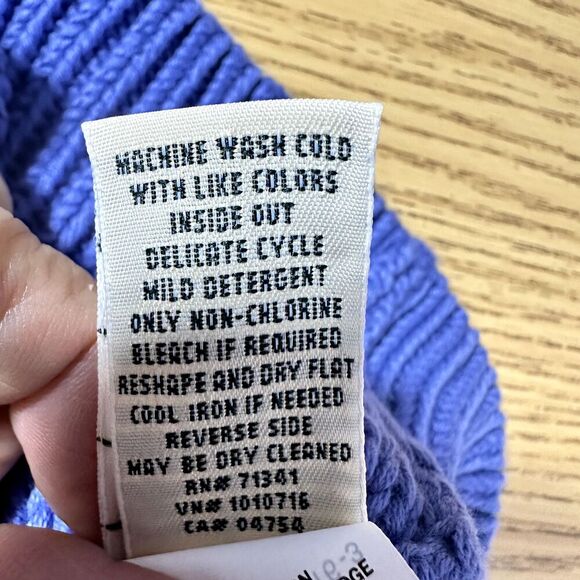 MACHINE WASH COLD
WITH LIKE COLORS
INSIDE OUT
DELICATE CYCLE
MILD DETERGENT
ONLY NON-CHLORINE
BLEACH IF REQUIRED
RESHAPE AND DRY FLAT
COOL IRON IF NEEDED
REVERSE SIDE
MAY BE DRY CLEANED
RN# 71341
VN# 1010716
CA# 04754